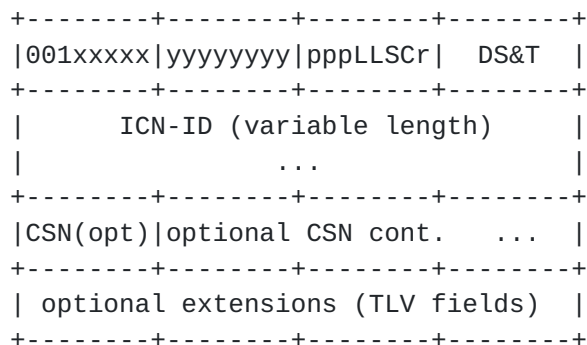 +--------+--------+--------+--------+
|001xxxxx|yyyyyyyy|pppLLSCr|  DS&T  |
+--------+--------+--------+--------+
|      ICN-ID (variable length)     |
|                ...                |
+--------+--------+--------+--------+
|CSN(opt)|optional CSN cont.   ...  |
+--------+--------+--------+--------+
| optional extensions (TLV fields)  |
+--------+--------+--------+--------+